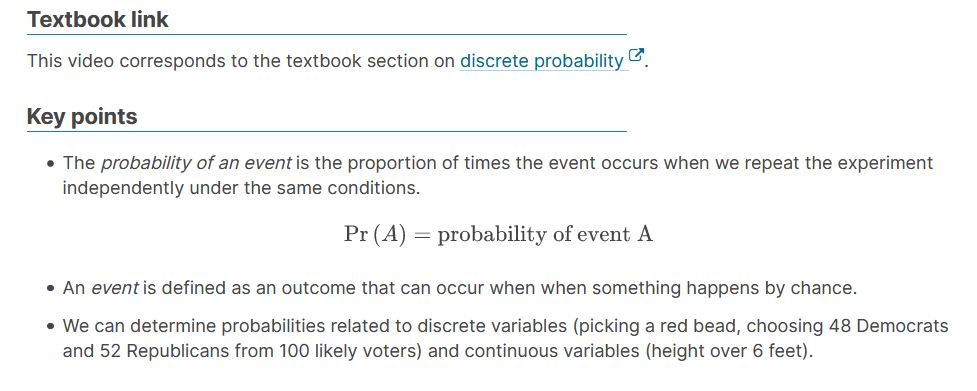 Textbook link
This video corresponds to the textbook section on discrete probability.
Key points
• The probability of an event is the proportion of times the event occurs when we repeat the experiment
independently under the same conditions.
Pr (A) = probability of event A
• An event is defined as an outcome that can occur when when something happens by chance.
• We can determine probabilities related to discrete variables (picking a red bead, choosing 48 Democrats
and 52 Republicans from 100 likely voters) and continuous variables (height over 6 feet).